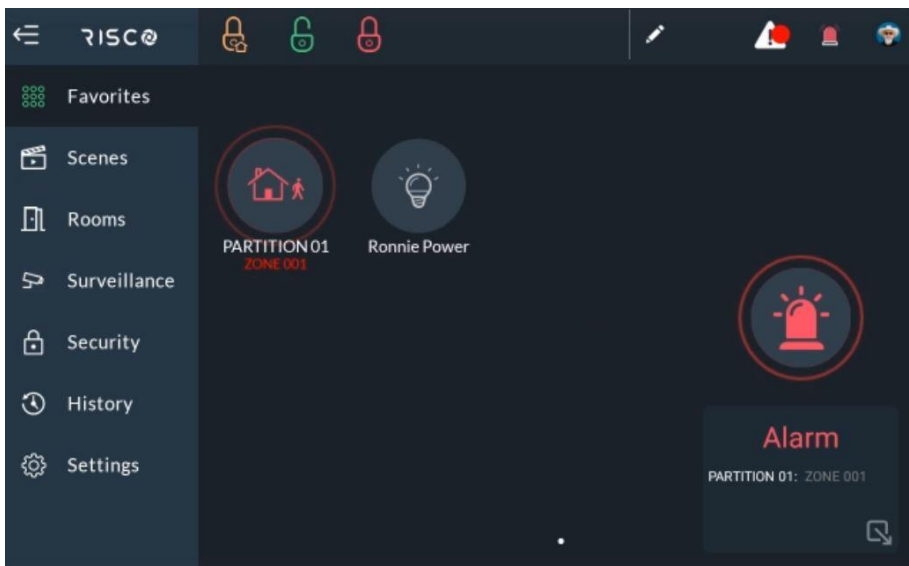 RISCO
Favorites
Scenes
Rooms
Surveillance
Security
History
Settings
PARTITION 01
ZONE 001
Ronnie Power
Alarm
PARTITION 01: ZONE 001